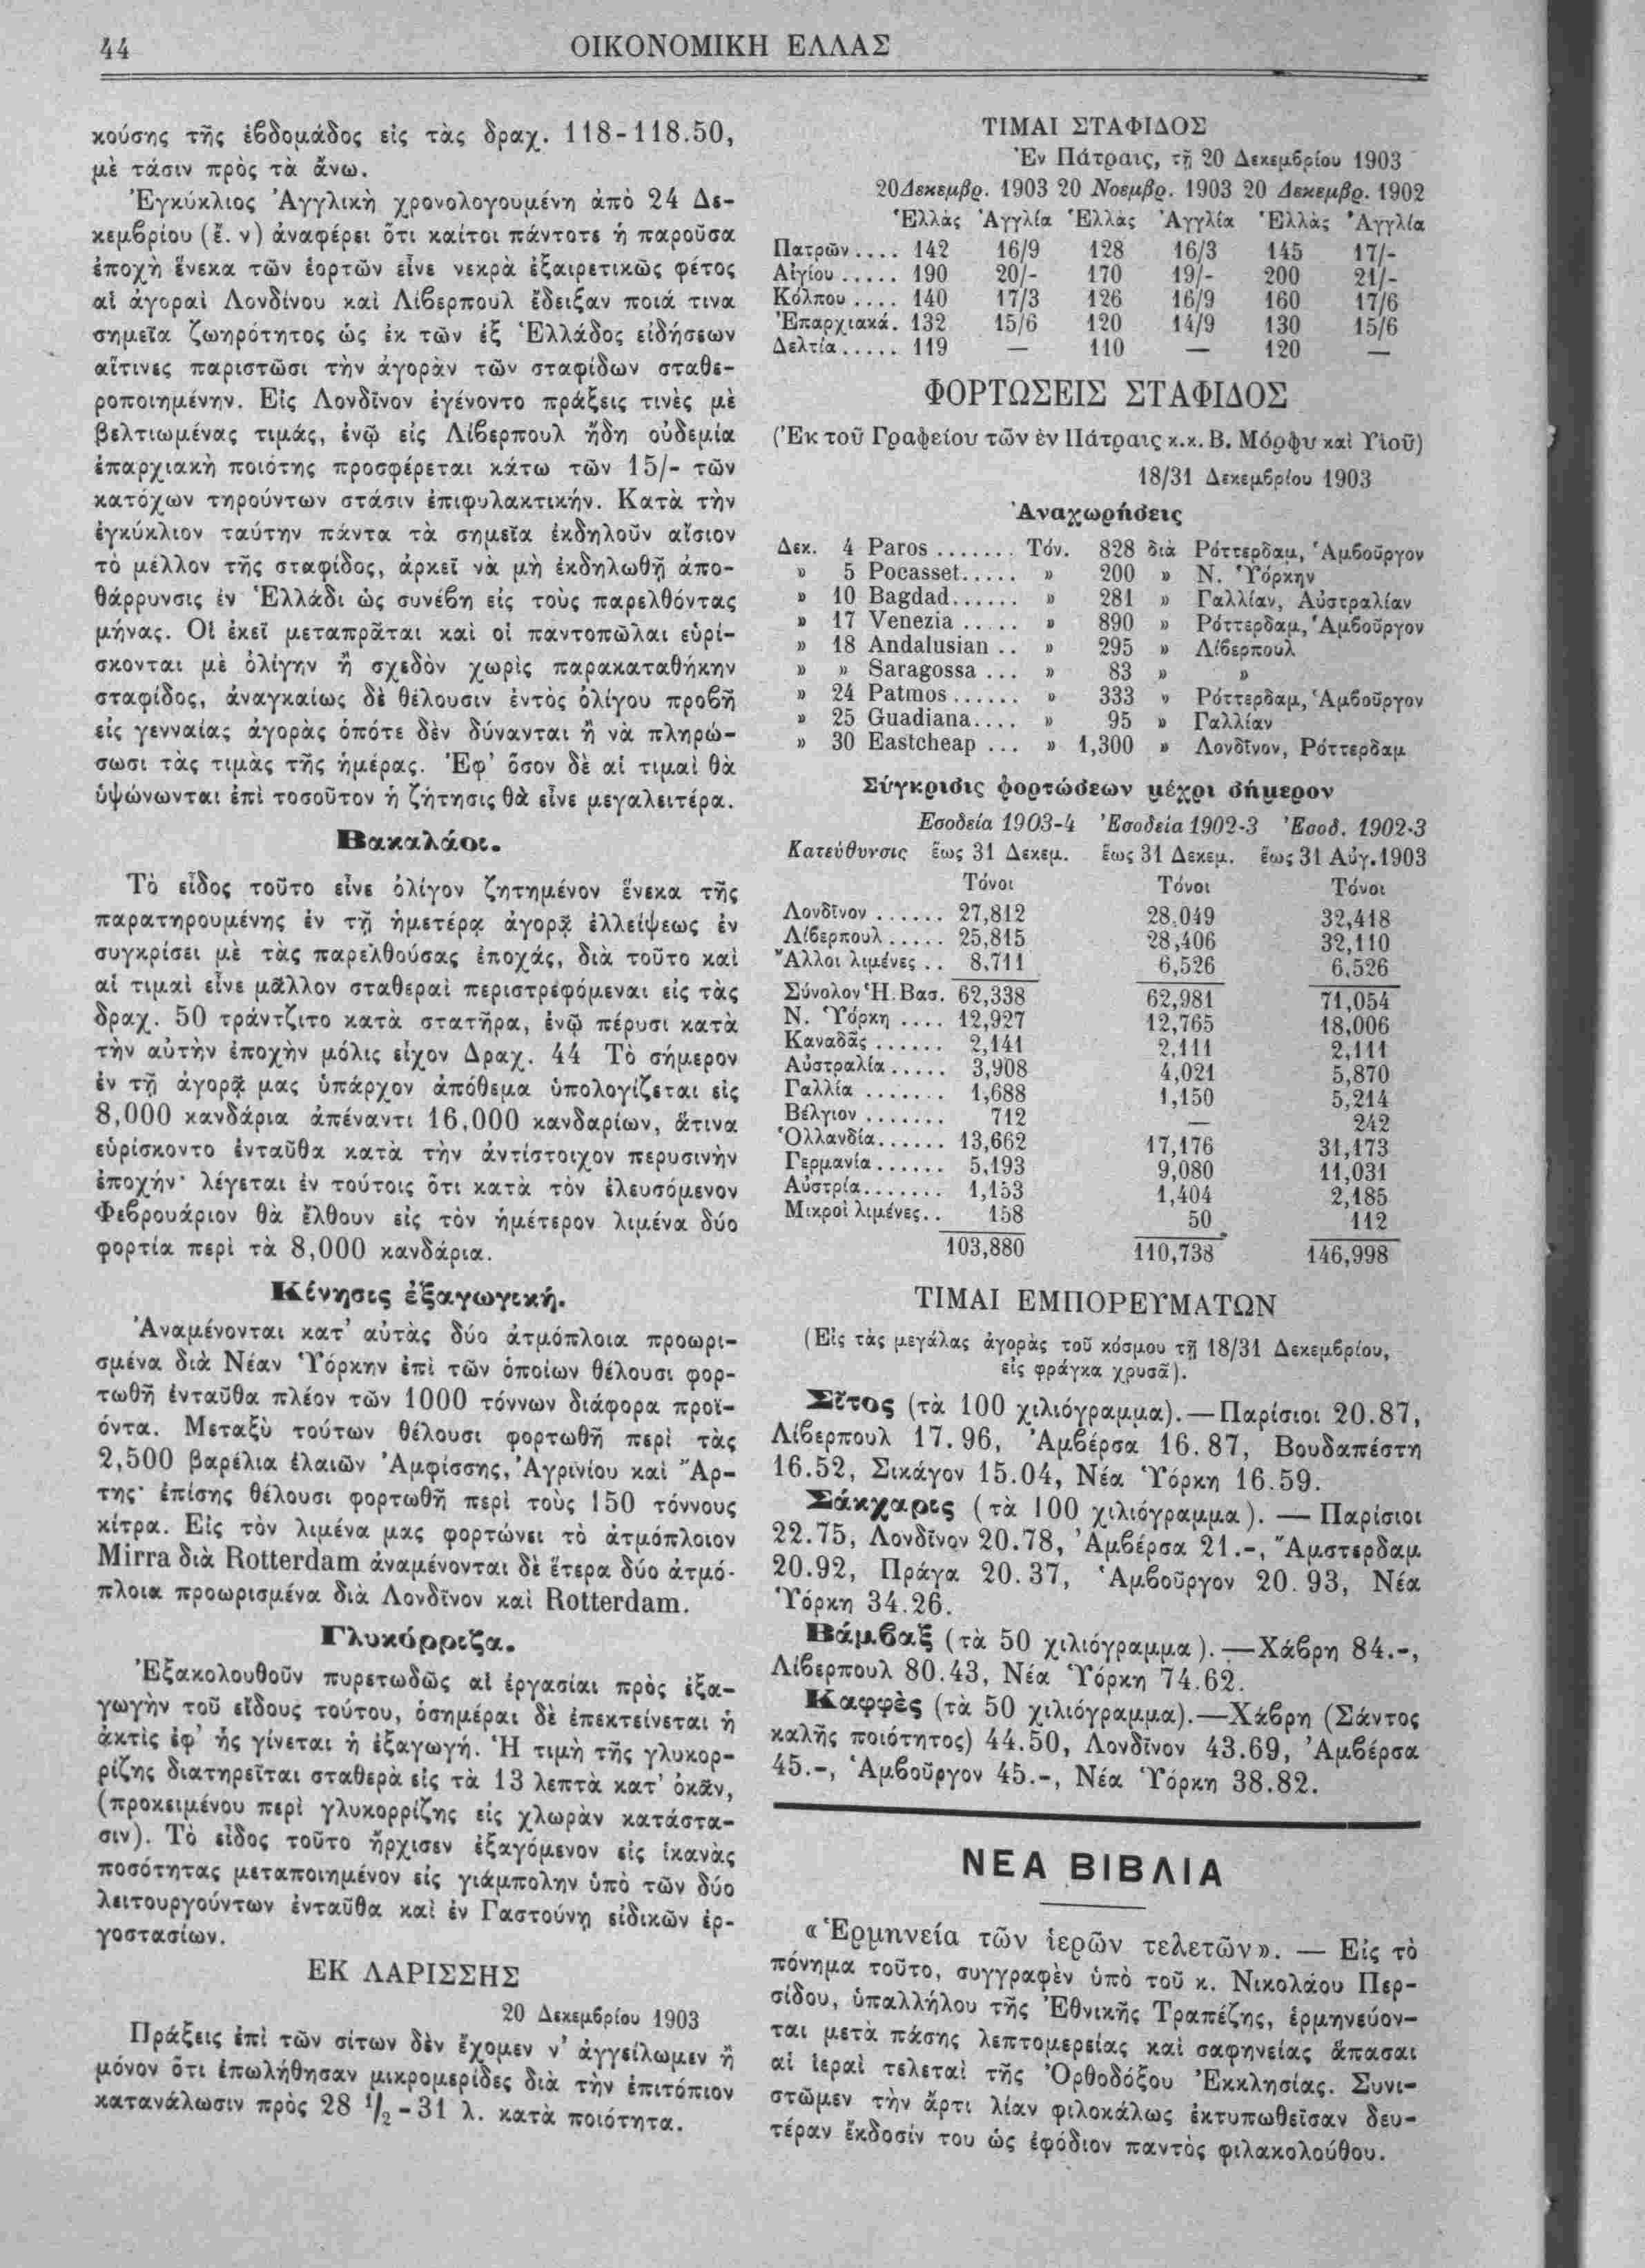 44
ΟΙΚΟΝΟΜΙΚΗ ΕΛΛΑΣ
κούσης τῆς ἑβδομάδος εἰς τὰς δραχ. 118-118.50,
μὲ τάσιν πρὸς τὰ ἄνω.
Ἐγκύκλιος Ἀγγλικὴ χρονολογουμένη ἀπὸ 24 Δε-
κεμβρίου (ἔ. ν) ἀναφέρει ὅτι καίτοι πάντοτε ἡ παροῦσα
ἐποχὴ ἕνεκα τῶν ἑορτῶν εἶνε νεκρὰ ἐξαιρετικῶς φέτος
αἱ ἀγοραὶ Λονδίνου καὶ Λίβερπουλ ἔδειξαν ποιά τινα
σημεῖα ζωηρότητος ὡς ἐκ τῶν ἐξ Ἑλλάδος εἰδήσεων
αἵτινες παριστῶσι τὴν ἀγορὰν τῶν σταφίδων σταθε-
ροποιημένην. Εἰς Λονδῖνον ἐγένοντο πράξεις τινὲς μὲ
βελτιωμένας τιμάς, ἐνῷ εἰς Λίβερπουλ ἤδη οὐδεμία
ἐπαρχιακὴ ποιότης προσφέρεται κάτω τῶν 15/- τῶν
κατόχων τηρούντων στάσιν ἐπιφυλακτικήν. Κατὰ τὴν
ἐγκύκλιον ταύτην πάντα τὰ σημεῖα ἐκδηλοῦν αἴσιον
τὸ μέλλον τῆς σταφίδος, ἀρκεῖ νὰ μὴ ἐκδηλωθῇ ἀπο-
θάρρυνσις ἐν Ἑλλάδι ὡς συνέβη εἰς τοὺς παρελθόντας
μήνας. Οἱ ἐκεῖ μεταπρᾶται καὶ οἱ παντοπῶλαι εὑρί-
σκονται μὲ ὀλίγην ἢ σχεδὸν χωρὶς παρακαταθήκην
σταφίδος, ἀναγκαίως δὲ θέλουσιν ἐντὸς ὀλίγου προβῆ
εἰς γενναίας ἀγορὰς ὁπότε δὲν δύνανται ἢ νὰ πληρώ-
σωσι τὰς τιμὰς τῆς ἡμέρας. Ἐφ' ὅσον δὲ αἱ τιμαὶ θὰ
ὑψώνωνται ἐπὶ τοσοῦτον ἡ ζήτησις θὰ εἶνε μεγαλειτέρα.
Βακαλάοι.
Τὸ εἶδος τοῦτο εἶνε ὀλίγον ζητημένον ἕνεκα τῆς
παρατηρουμένης ἐν τῇ ἡμετέρᾳ ἀγορᾷ ἐλλείψεως ἐν
συγκρίσει μὲ τὰς παρελθούσας ἐποχάς, διὰ τοῦτο καὶ
αἱ τιμαὶ εἶνε μᾶλλον σταθεραὶ περιστρεφόμεναι εἰς τὰς
δραχ. 50 τράντζιτο κατὰ στατῆρα, ἐνῷ πέρυσι κατὰ
τὴν αὐτὴν ἐποχὴν μόλις εἶχον Δραχ. 44 Τὸ σήμερον
ἐν τῇ ἀγορᾷ μας ὑπάρχον ἀπόθεμα ὑπολογίζεται εἰς
8,000 κανδάρια ἀπέναντι 16,000 κανδαρίων, ἅτινα
εὑρίσκοντο ἐνταῦθα κατὰ τὴν ἀντίστοιχον περυσινὴν
ἐποχήν· λέγεται ἐν τούτοις ὅτι κατὰ τὸν ἐλευσόμενον
Φεβρουάριον θὰ ἔλθουν εἰς τὸν ἡμέτερον λιμένα δύο
φορτία περὶ τὰ 8,000 κανδάρια.
Κίνησις ἐξαγωγική.
Ἀναμένονται κατ' αὐτὰς δύο ἀτμόπλοια προωρι-
σμένα διὰ Νέαν Ὑόρκην ἐπὶ τῶν ὁποίων θέλουσι φορ-
τωθῆ ἐνταῦθα πλέον τῶν 1000 τόννων διάφορα προϊ-
όντα. Μεταξὺ τούτων θέλουσι φορτωθῆ περὶ τὰς
2,500 βαρέλια ἐλαιῶν Ἀμφίσσης, Ἀγρινίου καὶ Ἄρ-
της· ἐπίσης θέλουσι φορτωθῆ περὶ τοὺς 150 τόννους
κίτρα. Εἰς τὸν λιμένα μας φορτώνει τὸ ἀτμόπλοιον
Mirra διὰ Rotterdam ἀναμένονται δὲ ἕτερα δύο ἀτμό-
πλοια προωρισμένα διὰ Λονδῖνον καὶ Rotterdam.
Γλυκόρριζα.
Ἐξακολουθοῦν πυρετωδῶς αἱ ἐργασίαι πρὸς ἐξα-
γωγὴν τοῦ εἴδους τούτου, ὁσημέραι δὲ ἐπεκτείνεται ἡ
ἀκτὶς ἐφ' ἧς γίνεται ἡ ἐξαγωγή. Ἡ τιμὴ τῆς γλυκορ-
ρίζης διατηρεῖται σταθερὰ εἰς τὰ 13 λεπτὰ κατ' ὀκᾶν,
(προκειμένου περὶ γλυκορρίζης εἰς χλωρὰν κατάστα-
σιν). Τὸ εἶδος τοῦτο ἤρχισεν ἐξαγόμενον εἰς ἱκανὰς
ποσότητας μεταποιημένον εἰς γιάμπολην ὑπὸ τῶν δύο
λειτουργούντων ἐνταῦθα καὶ ἐν Γαστούνῃ εἰδικῶν ἐρ-
γοστασίων.
ΕΚ ΛΑΡΙΣΣΗΣ
20 Δεκεμβρίου 1903
Πράξεις ἐπὶ τῶν σίτων δὲν ἔχομεν ν' ἀγγείλωμεν ἢ
μόνον ὅτι ἐπωλήθησαν μικρομερίδες διὰ τὴν ἐπιτόπιον
κατανάλωσιν πρὸς 28 1/2 - 31 λ. κατὰ ποιότητα.
ΤΙΜΑΙ ΣΤΑΦΙΔΟΣ
Ἐν Πάτραις, τῇ 20 Δεκεμβρίου 1903
20 Δεκεμβρ. 1903 20 Νοεμβρ. 1903 20 Δεκεμβρ. 1902
Ἑλλὰς Ἀγγλία Ἑλλὰς Ἀγγλία Ἑλλὰς Ἀγγλία
Πατρῶν.... 142 16/9 128 16/3 145 17/-
Αἰγίου..... 190 20/- 170 19/- 200 21/-
Κόλπου.... 140 17/3 126 16/9 160 17/6
Ἐπαρχιακά. 132 15/6 120 14/9 130 15/6
Δελτία..... 119 — 110 — 120 —
ΦΟΡΤΩΣΕΙΣ ΣΤΑΦΙΔΟΣ
(Ἐκ τοῦ Γραφείου τῶν ἐν Πάτραις κ.κ. Β. Μόρφυ καὶ Υἱοῦ)
18/31 Δεκεμβρίου 1903
Ἀναχωρήσεις
Δεκ. 4 Paros....... Τόν. 828 διὰ Ρόττερδαμ, Ἁμβοῦργον
» 5 Pocasset..... » 200 » Ν. Ὑόρκην
» 10 Bagdad...... » 281 » Γαλλίαν, Αὐστραλίαν
» 17 Venezia..... » 890 » Ρόττερδαμ, Ἁμβοῦργον
» 18 Andalusian.. » 295 » Λίβερπουλ
» » Saragossa... » 83 » »
» 24 Patmos...... » 333 » Ρόττερδαμ, Ἁμβοῦργον
» 25 Guadiana.... » 95 » Γαλλίαν
» 30 Eastcheap... » 1,300 » Λονδῖνον, Ρόττερδαμ
Σύγκρισις φορτώσεων μέχρι σήμερον
Εσοδεία 1903-4 Ἐσοδεία 1902-3 Ἐσοδ. 1902-3
Κατεύθυνσις ἕως 31 Δεκεμ. ἕως 31 Δεκεμ. ἕως 31 Αὐγ. 1903
Τόνοι Τόνοι Τόνοι
Λονδῖνον...... 27,812 28.049 32,418
Λίβερπουλ..... 25,815 28,406 32,110
Ἄλλοι λιμένες.. 8,711 6,526 6,526
Σύνολον Ἡ. Βασ. 62,338 62,981 71,054
Ν. Ὑόρκη.... 12,927 12,765 18,006
Καναδᾶς...... 2,141 2,111 2,111
Αὐστραλία..... 3,908 4,021 5,870
Γαλλία....... 1,688 1,150 5,214
Βέλγιον....... 712 — 242
Ὁλλανδία...... 13,662 17,176 31,173
Γερμανία...... 5,193 9,080 11,031
Αὐστρία....... 1,153 1,404 2,185
Μικροὶ λιμένες.. 158 50 112
103,880 110,738 146,998
ΤΙΜΑΙ ΕΜΠΟΡΕΥΜΑΤΩΝ
(Εἰς τὰς μεγάλας ἀγορὰς τοῦ κόσμου τῇ 18/31 Δεκεμβρίου,
εἰς φράγκα χρυσᾶ).
Σῖτος (τὰ 100 χιλιόγραμμα).—Παρίσιοι 20.87,
Λίβερπουλ 17.96, Ἀμβέρσα 16.87, Βουδαπέστη
16.52, Σικάγον 15.04, Νέα Ὑόρκη 16.59.
Σάκχαρις (τὰ 100 χιλιόγραμμα). — Παρίσιοι
22.75, Λονδῖνον 20.78, Ἀμβέρσα 21.-, Ἄμστερδαμ
20.92, Πράγα 20.37, Ἁμβοῦργον 20.93, Νέα
Ὑόρκη 34.26.
Βάμβαξ (τὰ 50 χιλιόγραμμα).—Χάβρη 84.-,
Λίβερπουλ 80.43, Νέα Ὑόρκη 74.62.
Καφφὲς (τὰ 50 χιλιόγραμμα).—Χάβρη (Σάντος
καλῆς ποιότητος) 44.50, Λονδῖνον 43.69, Ἀμβέρσα
45.-, Ἁμβοῦργον 45.-, Νέα Ὑόρκη 38.82.
ΝΕΑ ΒΙΒΛΙΑ
«Ἑρμηνεία τῶν ἱερῶν τελετῶν». — Εἰς τὸ
πόνημα τοῦτο, συγγραφὲν ὑπὸ τοῦ κ. Νικολάου Περ-
σίδου, ὑπαλλήλου τῆς Ἐθνικῆς Τραπέζης, ἑρμηνεύον-
ται μετὰ πάσης λεπτομερείας καὶ σαφηνείας ἅπασαι
αἱ ἱεραὶ τελεταὶ τῆς Ὀρθοδόξου Ἐκκλησίας. Συνι-
στῶμεν τὴν ἄρτι λίαν φιλοκάλως ἐκτυπωθεῖσαν δευ-
τέραν ἔκδοσίν του ὡς ἐφόδιον παντὸς φιλακολούθου.